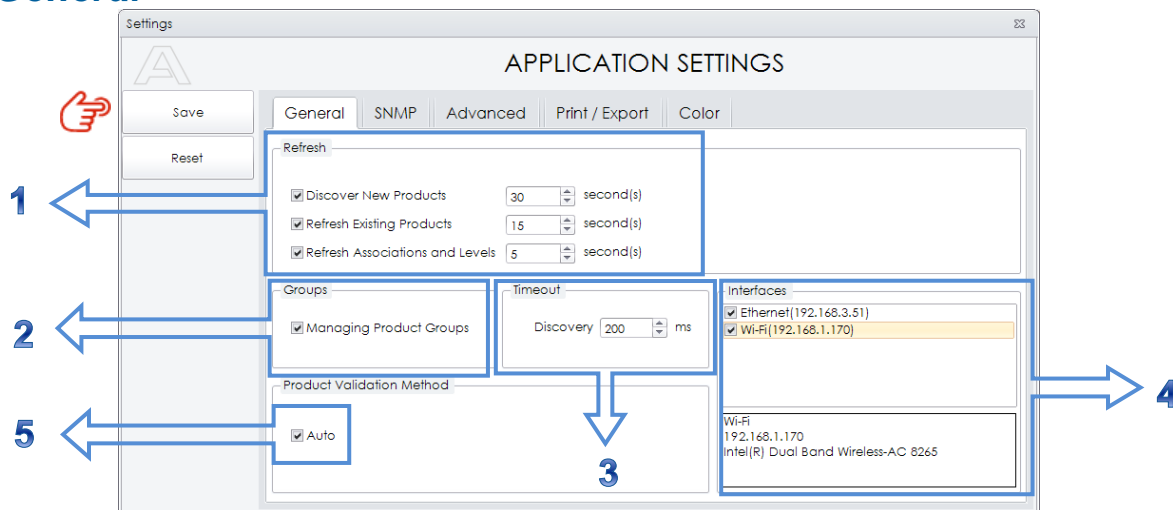 General
Settings
APPLICATION SETTINGS
Save
Reset
General SNMP Advanced Print / Export Color
Refresh
Discover New Products 30 second(s)
Refresh Existing Products 15 second(s)
Refresh Associations and Levels 5 second(s)
1
Groups
Managing Product Groups
2
Timeout
Discovery 200 ms
3
Interfaces
Ethernet(192.168.3.51)
Wi-Fi(192.168.1.170)
Wi-Fi
192.168.1.170
Intel(R) Dual Band Wireless-AC 8265
4
Product Validation Method
Auto
5